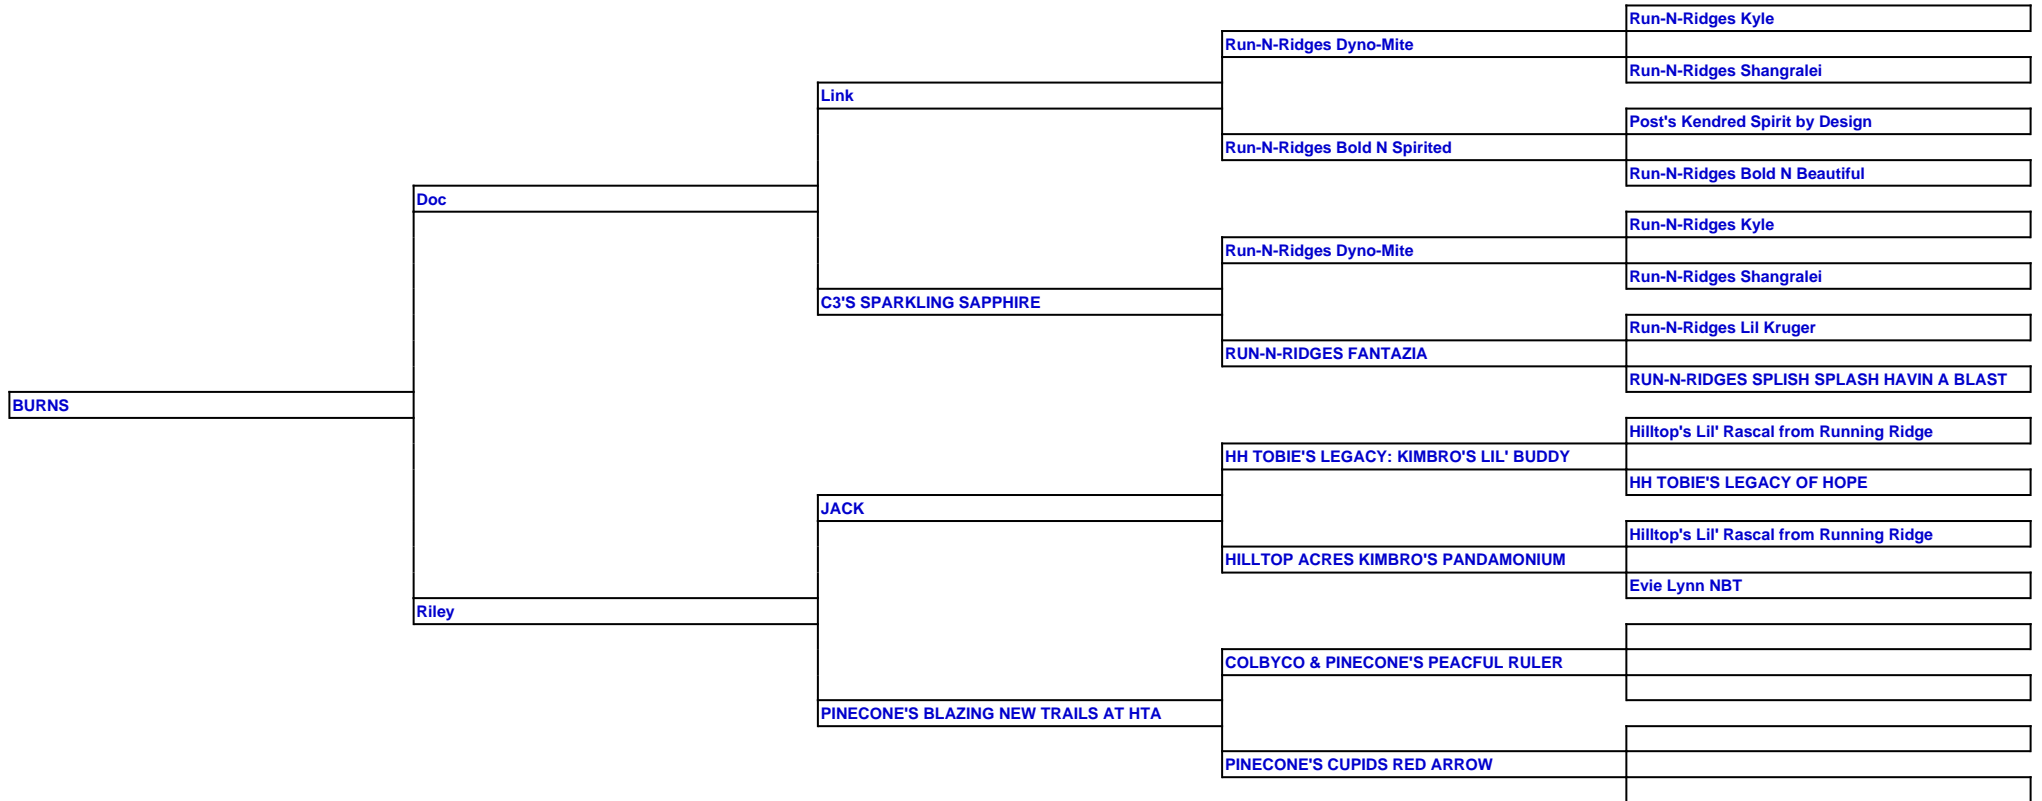 Run-N-Ridges Kyle
Run-N-Ridges Dyno-Mite
Run-N-Ridges Shangralei
Link
Post's Kendred Spirit by Design
Run-N-Ridges Bold N Spirited
Run-N-Ridges Bold N Beautiful
Doc
Run-N-Ridges Kyle
Run-N-Ridges Dyno-Mite
Run-N-Ridges Shangralei
C3'S SPARKLING SAPPHIRE
Run-N-Ridges Lil Kruger
RUN-N-RIDGES FANTAZIA
RUN-N-RIDGES SPLISH SPLASH HAVIN A BLAST
BURNS
Hilltop's Lil' Rascal from Running Ridge
HH TOBIE'S LEGACY: KIMBRO'S LIL' BUDDY
HH TOBIE'S LEGACY OF HOPE
JACK
Hilltop's Lil' Rascal from Running Ridge
HILLTOP ACRES KIMBRO'S PANDAMONIUM
Evie Lynn NBT
Riley
COLBYCO & PINECONE'S PEACFUL RULER
PINECONE'S BLAZING NEW TRAILS AT HTA
PINECONE'S CUPIDS RED ARROW